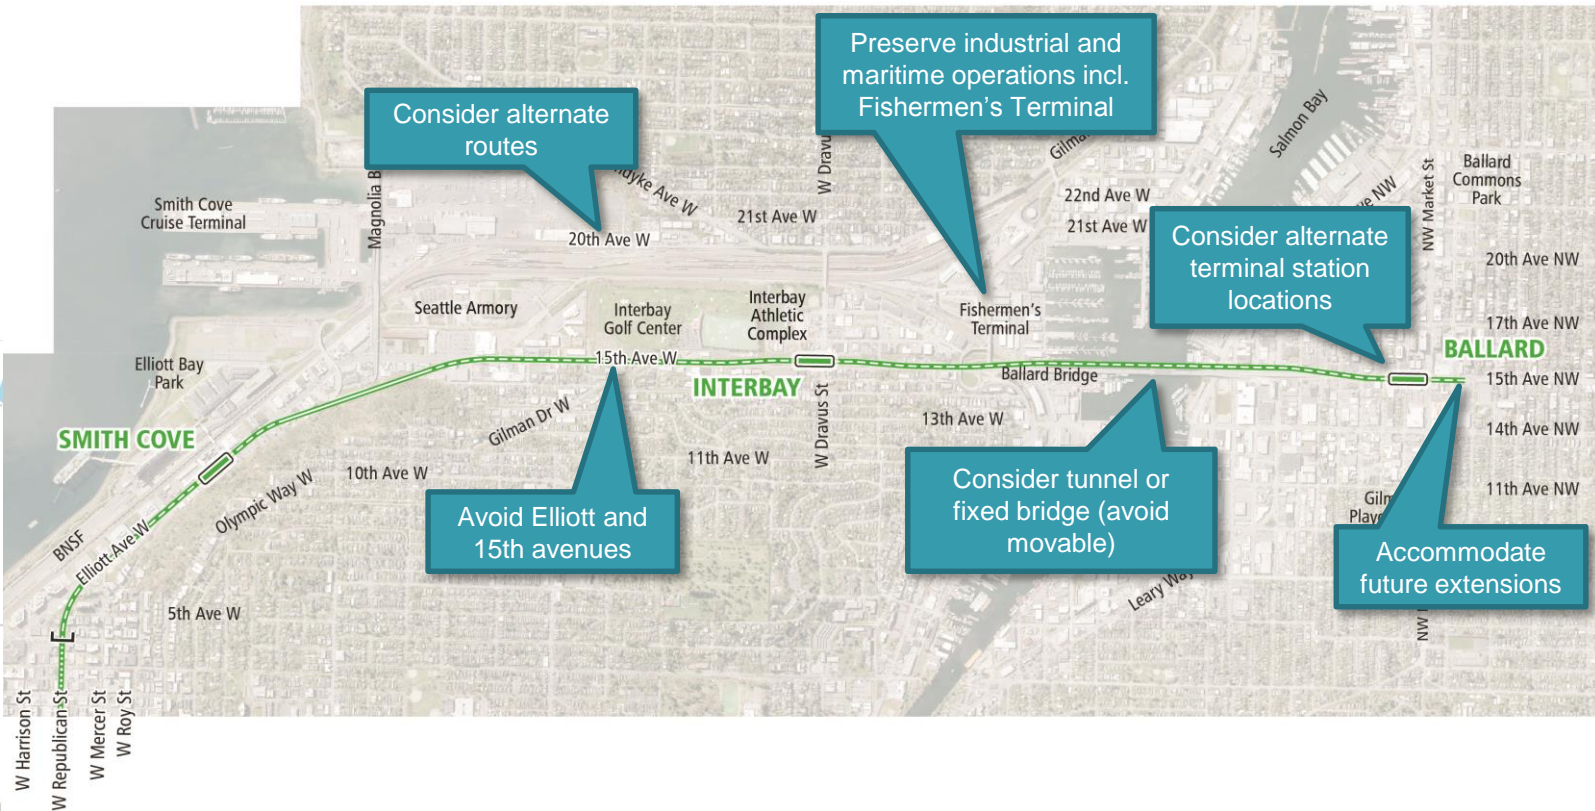 Preserve industrial and
maritime operations incl.
Fishermen's Terminal
Consider alternate
routes
Consider alternate
terminal station
locations
Avoid Elliott and
15th avenues
Consider tunnel or
fixed bridge (avoid
movable)
Accommodate
future extensions
Smith Cove
Cruise Terminal
Magnolia B
Ave W
20th Ave W
21st Ave W
W Dravu
Salmon Bay
22nd Ave W
21st Ave W
NW
NW Market St
Ballard
Commons
Park
20th Ave NW
17th Ave NW
BALLARD
15th Ave NW
14th Ave NW
11th Ave NW
Seattle Armory
Interbay
Golf Center
Interbay
Athletic
Complex
Fishermen's
Terminal
15th Ave W
INTERBAY
Ballard Bridge
W Dravus St
13th Ave W
Elliott Bay
Park
SMITH COVE
Gilman Dr W
10th Ave W
11th Ave W
Olympic Way W
BNSF
Elliott Ave W
5th Ave W
Leary Way
NW
W Harrison St
W Republican St
W Mercer St
W Roy St